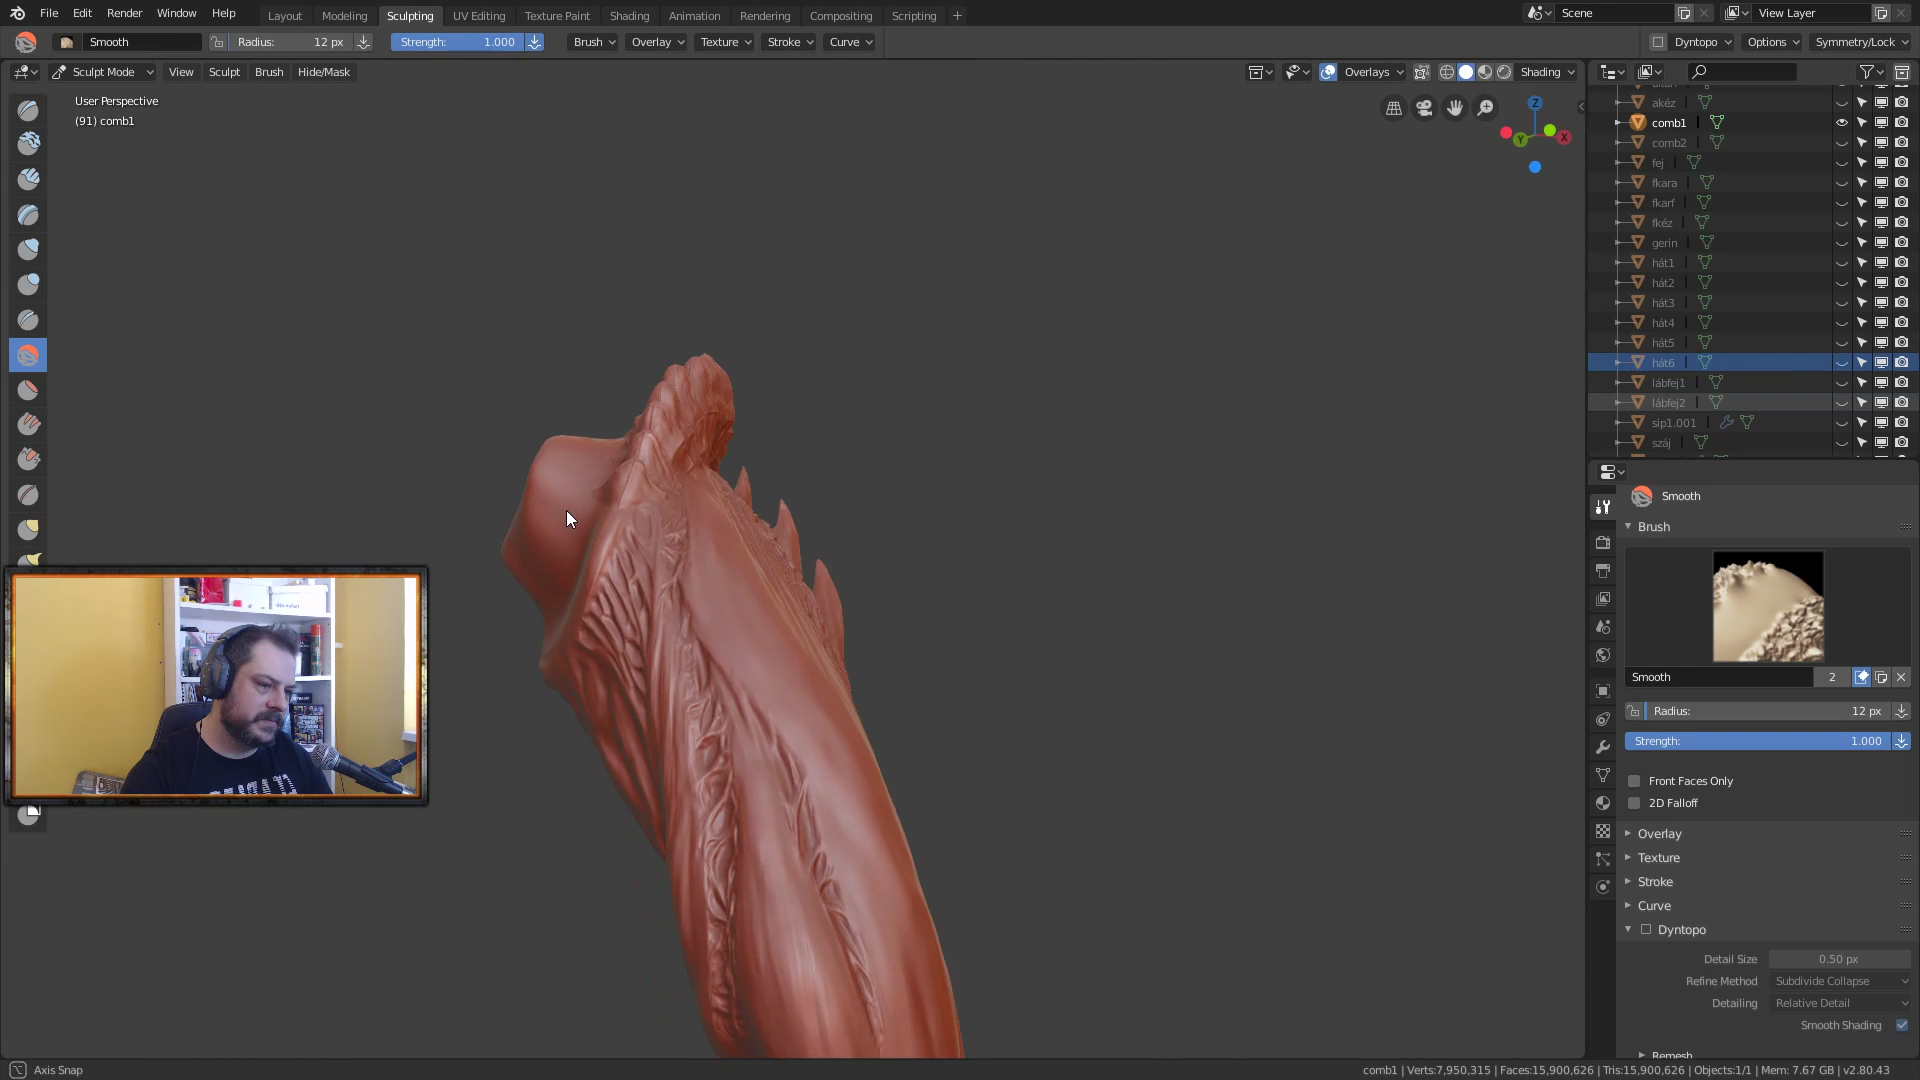 File Edit Render Window Help Layout Modeling Sculpting UV Editing Texture Paint Shading Animation Rendering Compositing Scripting + Scene View Layer
Smooth Radius: 12 px Strength: 1.000 Brush Overlay Texture Stroke Curve Dyntopo Options Symmetry/Lock
Sculpt Mode View Sculpt Brush Hide/Mask Overlays Shading
User Perspective
(91) comb1
Z
Y
X
akéz
comb1
comb2
fej
fkara
fkarf
fkéz
gerin
hát1
hát2
hát3
hát4
hát5
hát6
lábfej1
lábfej2
sip1.001
száj
Smooth
Brush
Smooth 2
Radius: 12 px
Strength: 1.000
Front Faces Only
2D Falloff
Overlay
Texture
Stroke
Curve
Dyntopo
Detail Size 0.50 px
Refine Method Subdivide Collapse
Detailing Relative Detail
Smooth Shading
Remesh
Axis Snap
comb1 | Verts:7,950,315 | Faces:15,900,626 | Tris:15,900,626 | Objects:1/1 | Mem: 7.67 GB | v2.80.43